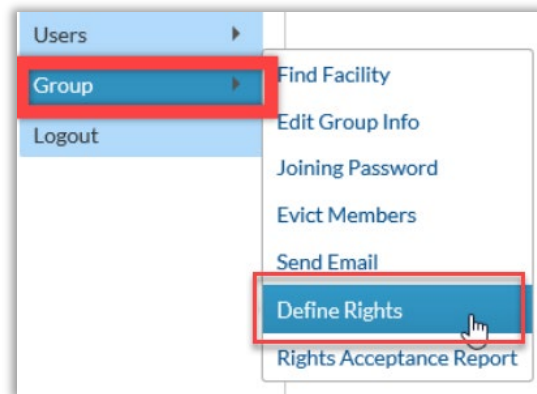 Users
Group
Logout
Find Facility
Edit Group Info
Joining Password
Evict Members
Send Email
Define Rights
Rights Acceptance Report